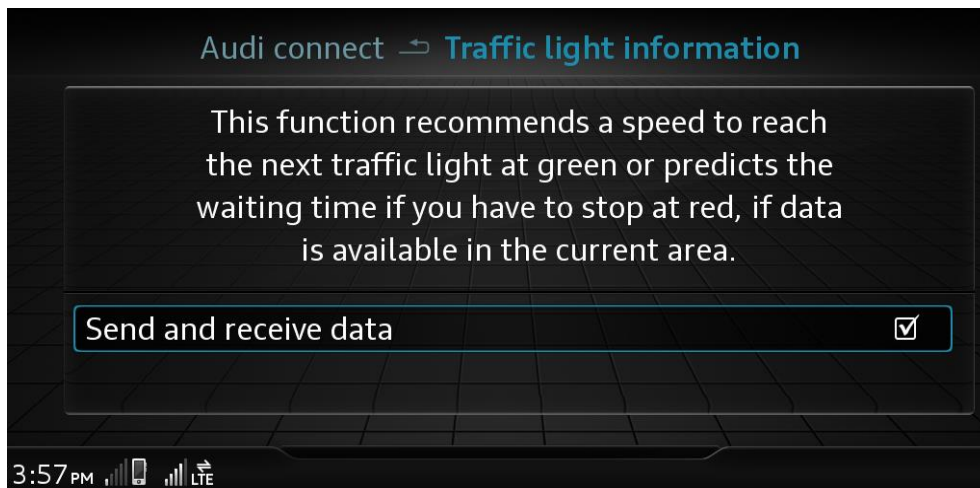 Audi connect Traffic light information
This function recommends a speed to reach
the next traffic light at green or predicts the
waiting time if you have to stop at red, if data
is available in the current area.
Send and receive data
3:57 PM LTE